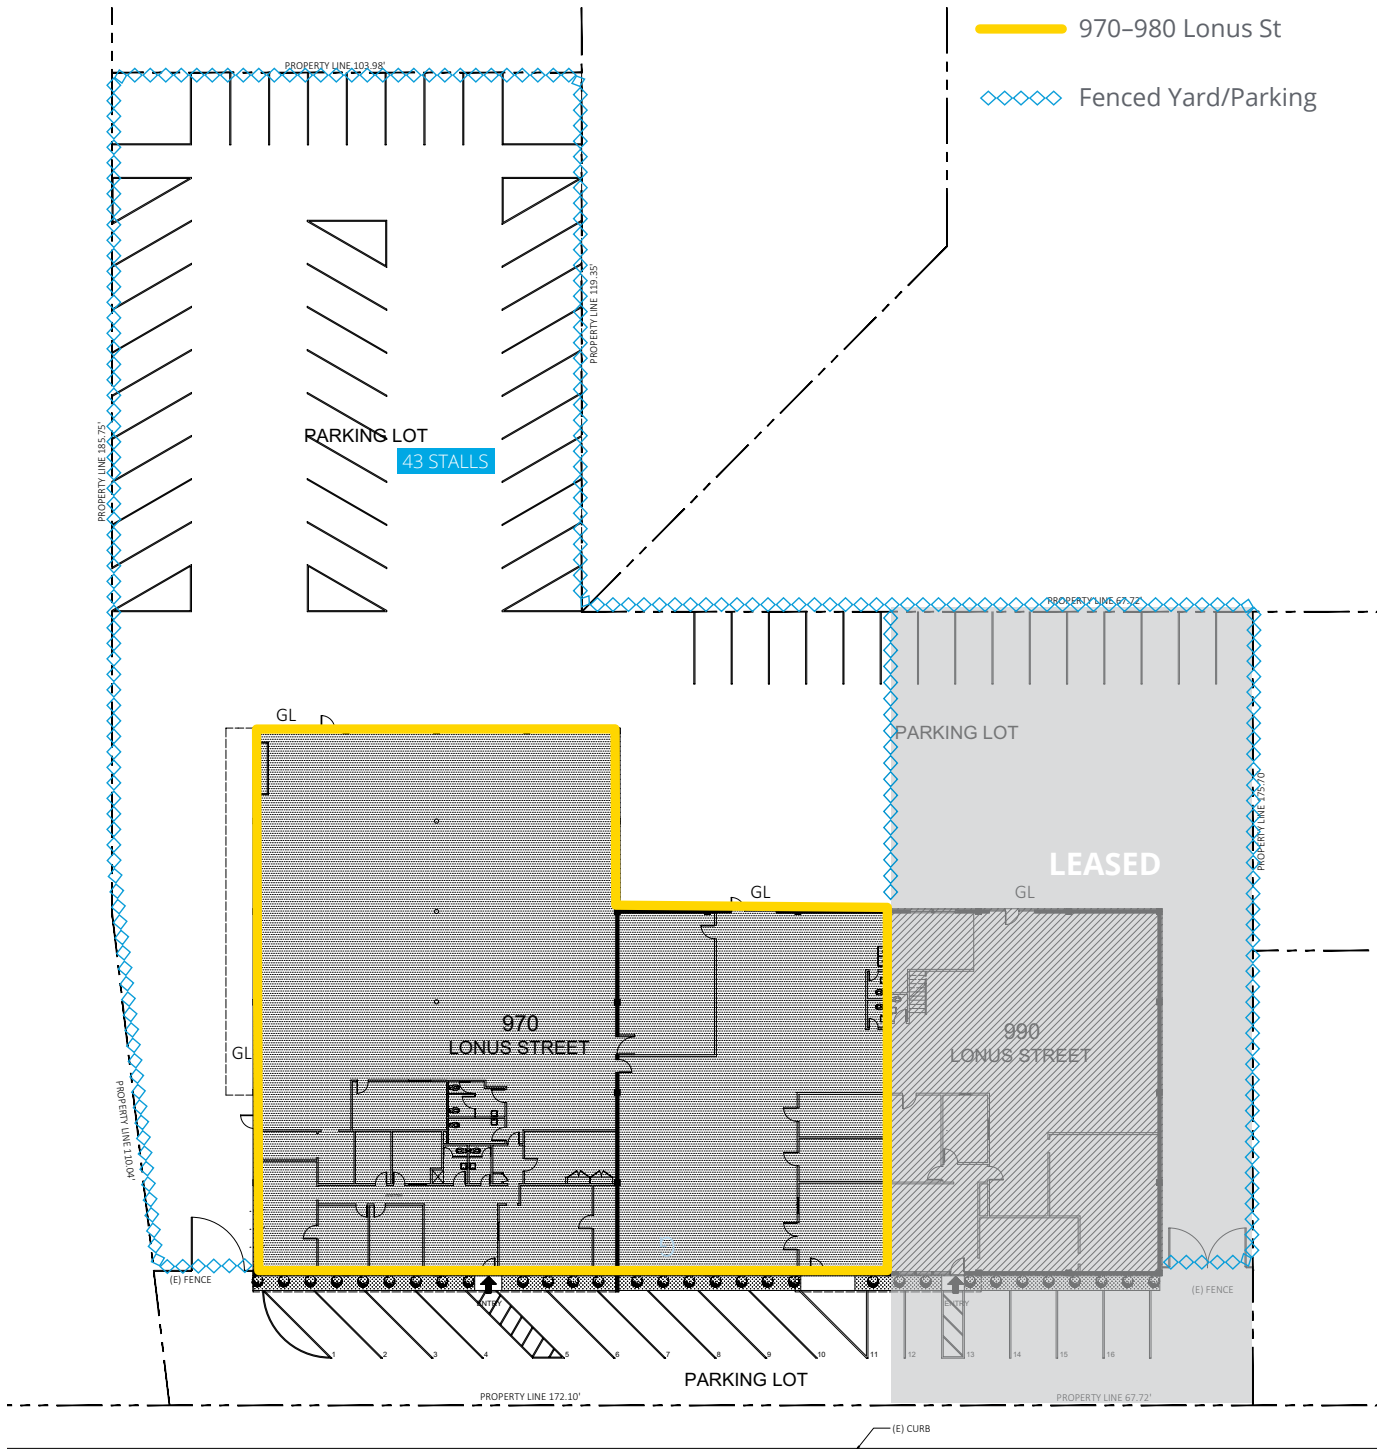 970–980 Lonus St
Fenced Yard/Parking
PROPERTY LINE 103.98'
PROPERTY LINE 119.35'
PROPERTY LINE 185.75'
PARKING LOT
43 STALLS
PROPERTY LINE 67.72'
GL
PARKING LOT
PROPERTY LINE 175.70'
LEASED
GL
GL
970
LONUS STREET
990
LONUS STREET
GL
PROPERTY LINE 110.04'
(E) FENCE
(E) FENCE
ENTRY
ENTRY
1 2 3 4 5 6 7 8 9 10 11 12 13 14 15 16
PARKING LOT
PROPERTY LINE 172.10'
PROPERTY LINE 67.72'
(E) CURB